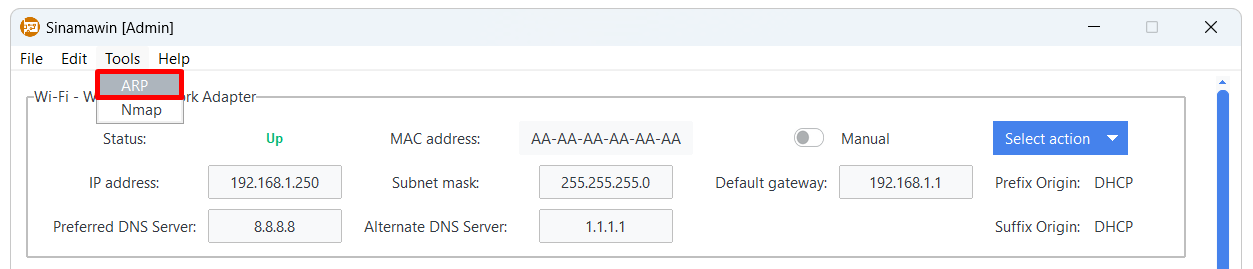 Sinamawin [Admin]
File Edit Tools Help
ARP
Nmap
Wi-Fi - W rk Adapter
Status: Up MAC address: AA-AA-AA-AA-AA-AA Manual Select action
IP address: 192.168.1.250 Subnet mask: 255.255.255.0 Default gateway: 192.168.1.1 Prefix Origin: DHCP
Preferred DNS Server: 8.8.8.8 Alternate DNS Server: 1.1.1.1 Suffix Origin: DHCP